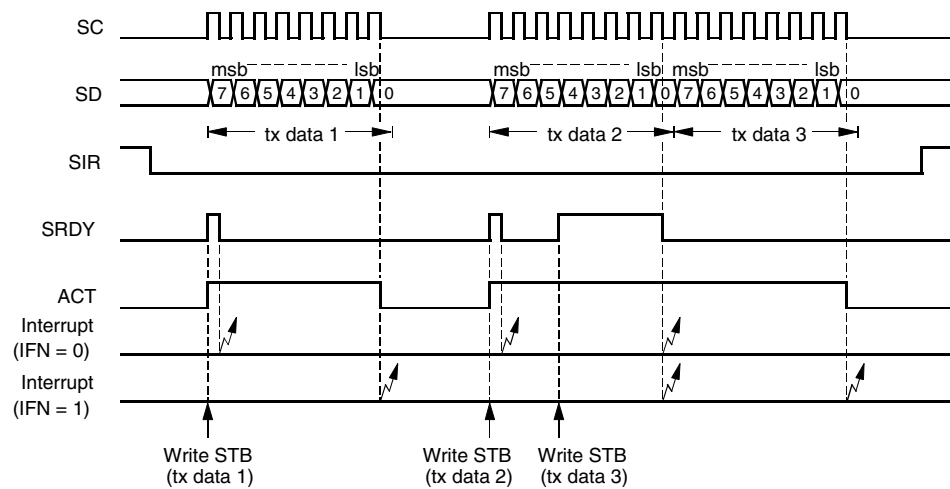 SC
msb lsb msb lsb msb lsb
SD 7 6 5 4 3 2 1 0 7 6 5 4 3 2 1 0 7 6 5 4 3 2 1 0
tx data 1 tx data 2 tx data 3
SIR
SRDY
ACT
Interrupt
(IFN = 0)
Interrupt
(IFN = 1)
Write STB Write STB Write STB
(tx data 1) (tx data 2) (tx data 3)